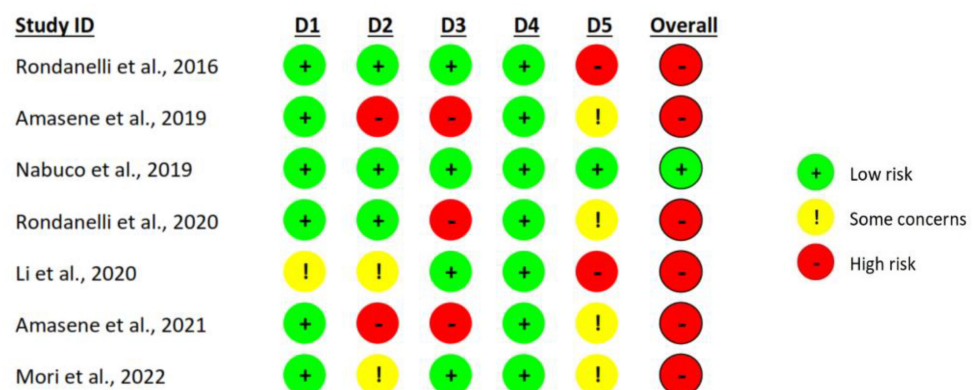 Study ID D1 D2 D3 D4 D5 Overall
Rondanelli et al., 2016 + + + + - -
Amasene et al., 2019 + - - + ! -
Nabuco et al., 2019 + + + + + +
+ Low risk
Rondanelli et al., 2020 + + - + ! -
! Some concerns
Li et al., 2020 ! ! + + - -
- High risk
Amasene et al., 2021 + - - + ! -
Mori et al., 2022 + ! + + ! -